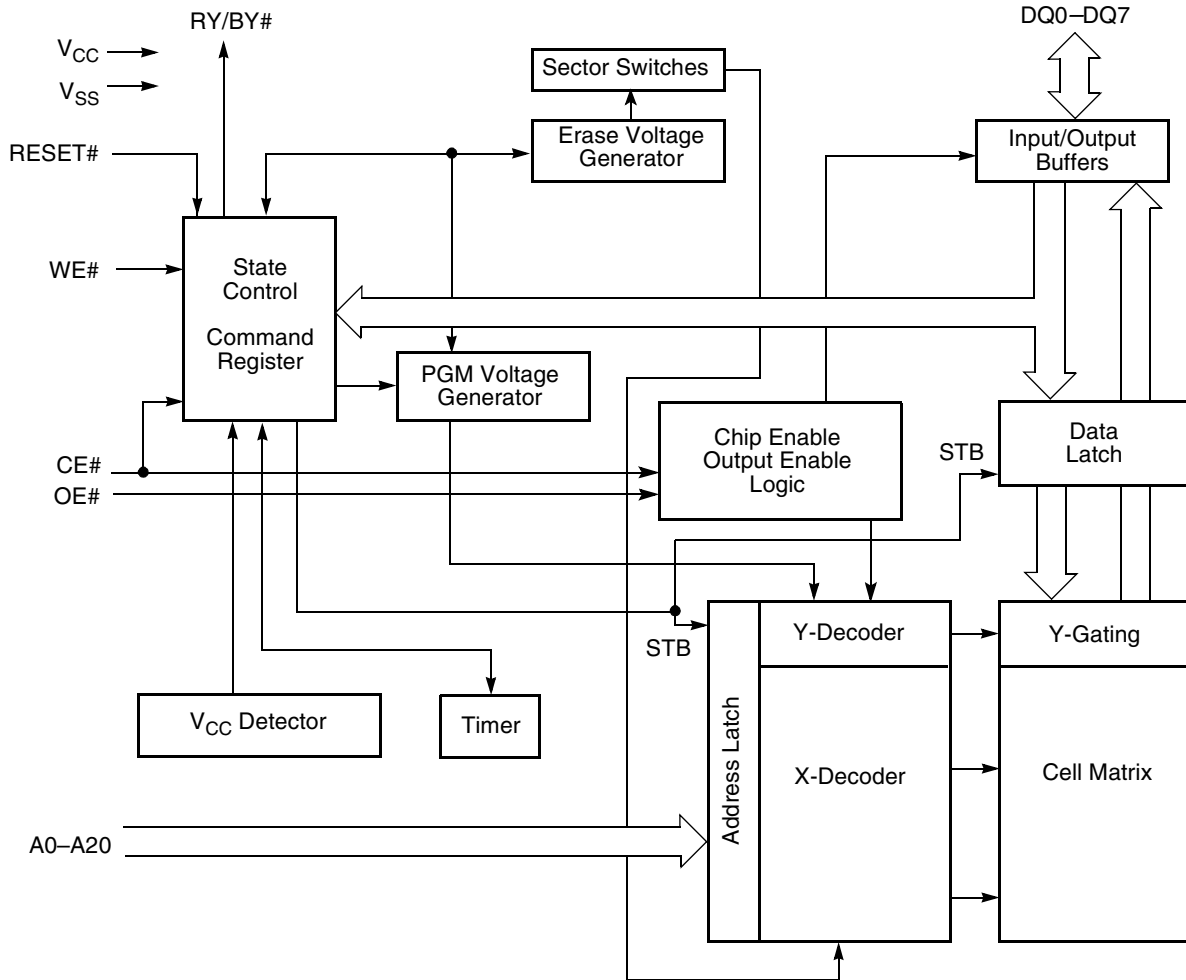 RY/BY#
DQ0–DQ7
VCC
VSS
Sector Switches
RESET#
Erase Voltage
Generator
Input/Output
Buffers
WE#
State
Control
Command
Register
PGM Voltage
Generator
CE#
OE#
Chip Enable
Output Enable
Logic
STB
Data
Latch
STB
Y-Decoder
Y-Gating
VCC Detector
Timer
Address Latch
X-Decoder
Cell Matrix
A0–A20